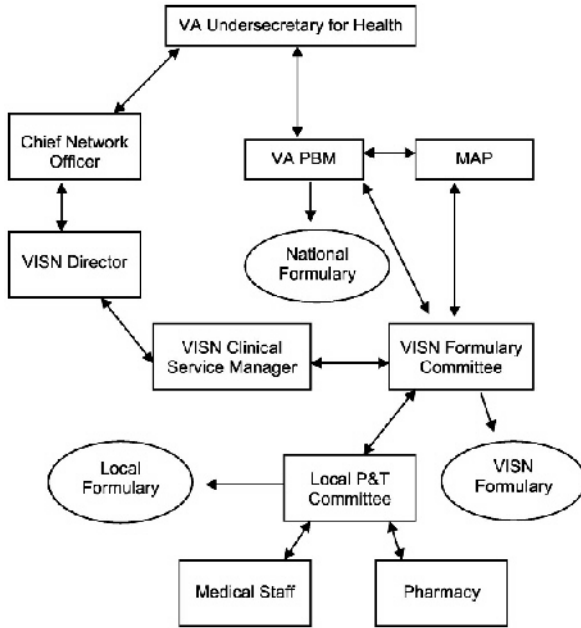 VA Undersecretary for Health
Chief Network
Officer
VA PBM
MAP
National
Formulary
VISN Director
VISN Clinical
Service Manager
VISN Formulary
Committee
Local
Formulary
Local P&T
Committee
VISN
Formulary
Medical Staff
Pharmacy